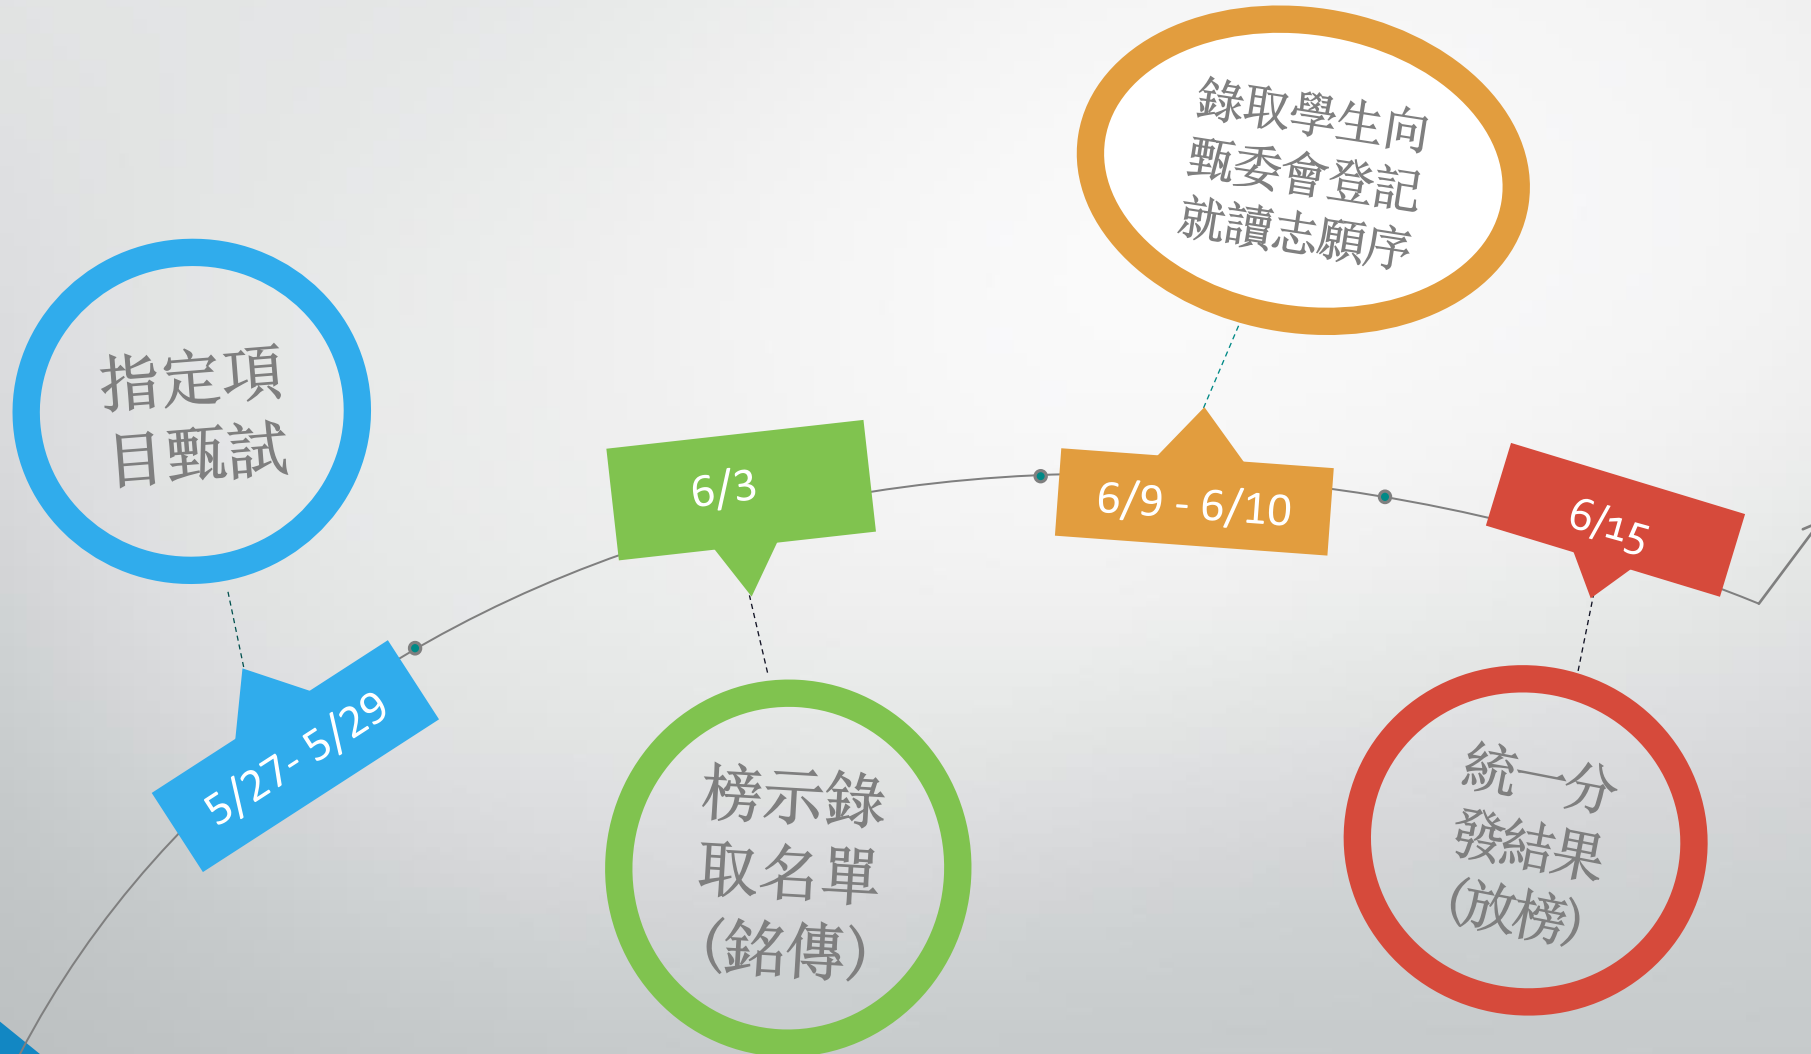 指定項
目甄試
5/27- 5/29
6/3
榜示錄
取名單
(銘傳)
錄取學生向
甄委會登記
就讀志願序
6/9 - 6/10
6/15
統一分
發結果
(放榜)